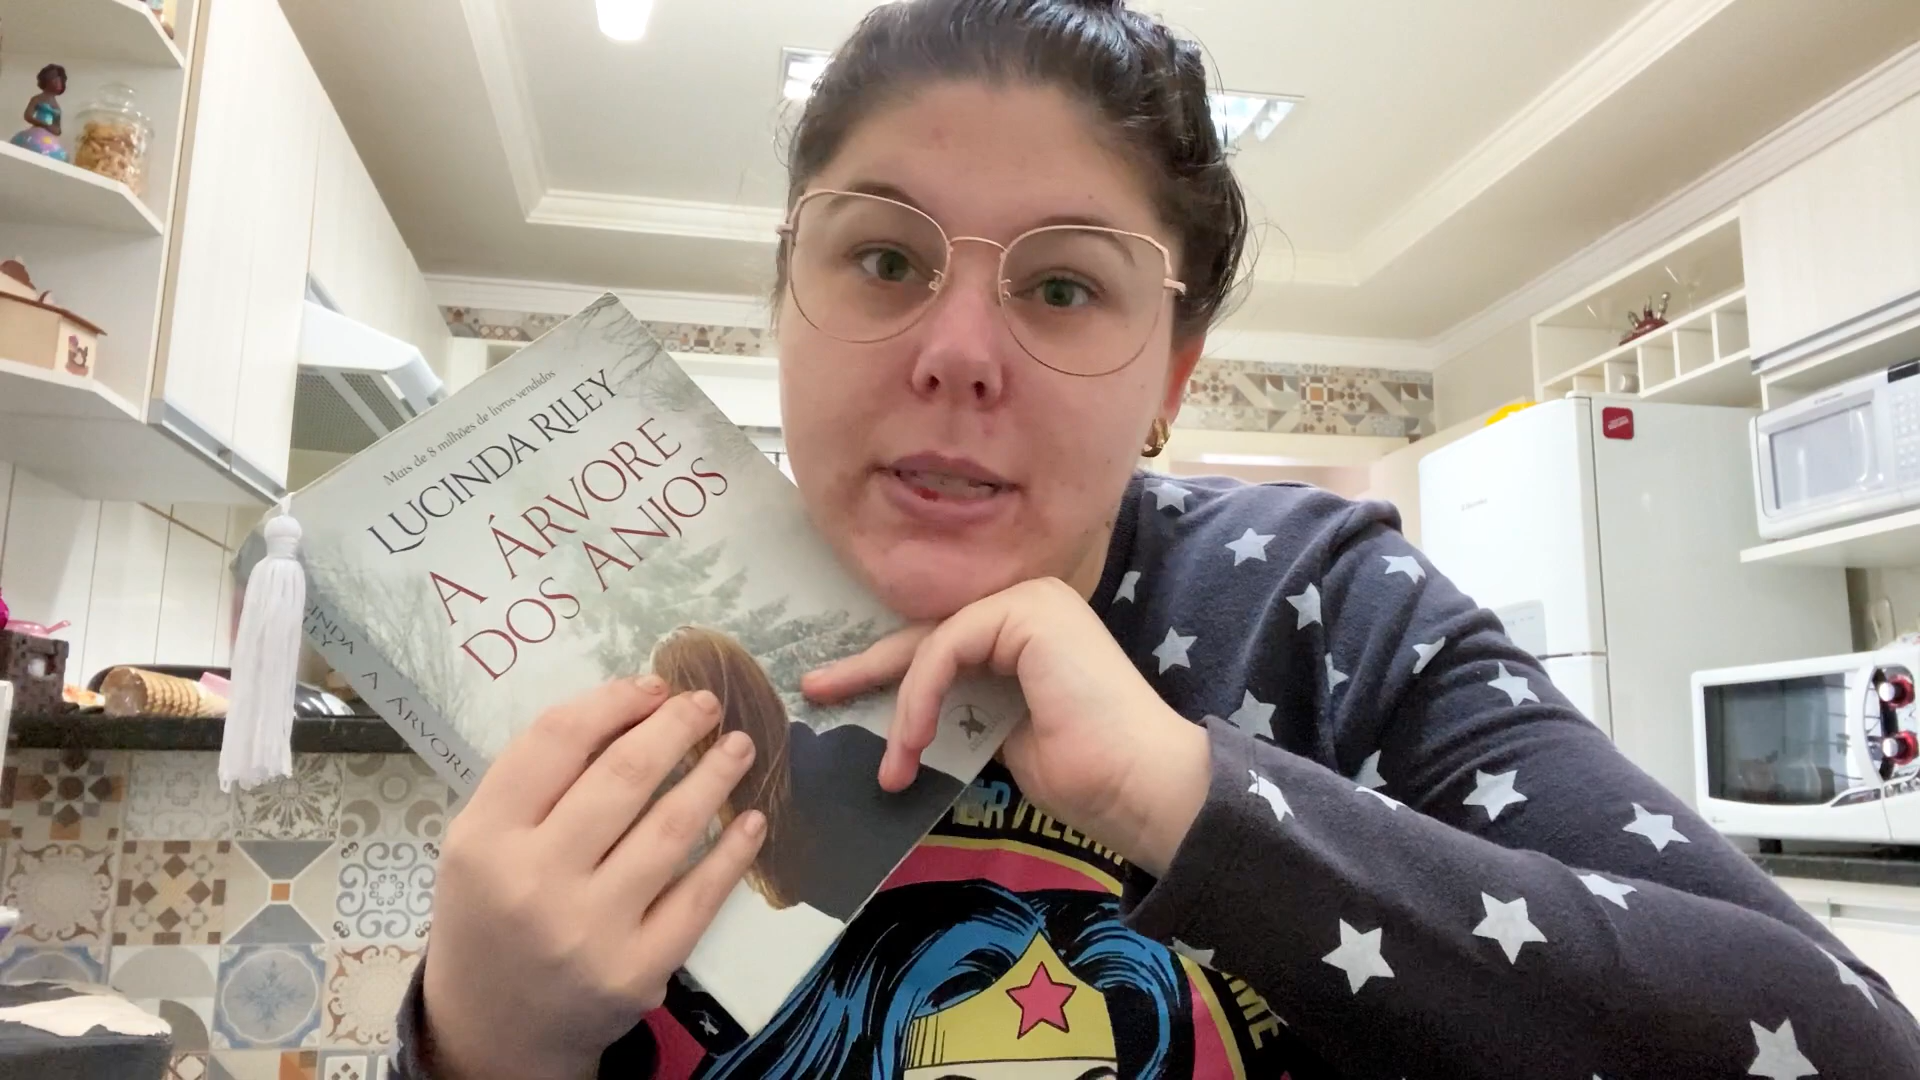 Mais de 8 milhões de livros vendidos
LUCINDA RILEY
A ÁRVORE
DOS ANJOS
A ÁRVORE